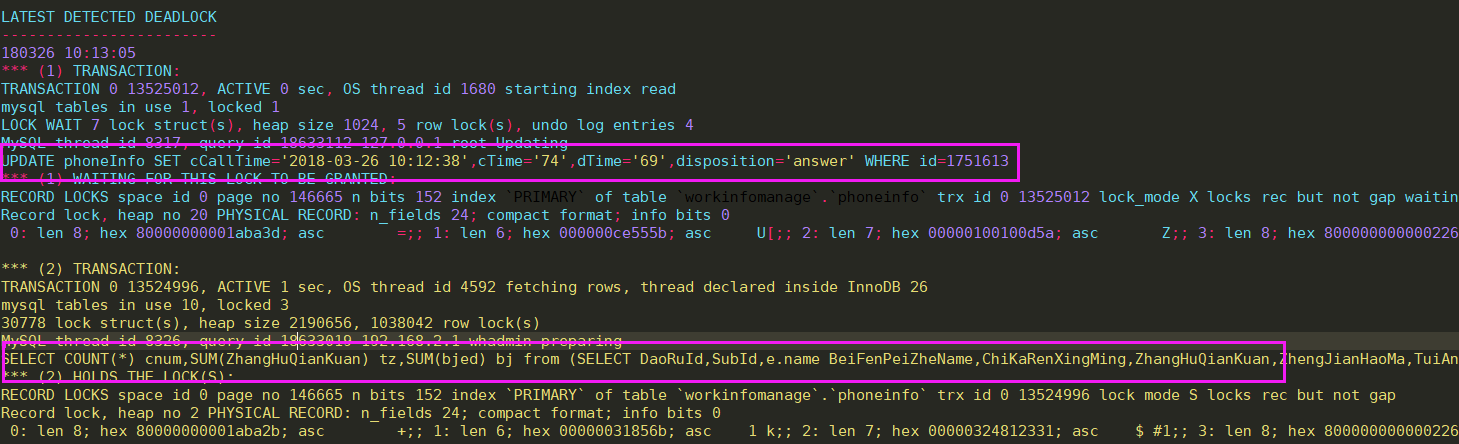 LATEST DETECTED DEADLOCK
------------------------
180326 10:13:05
*** (1) TRANSACTION:
TRANSACTION 0 13525012, ACTIVE 0 sec, OS thread id 1680 starting index read
mysql tables in use 1, locked 1
LOCK WAIT 7 lock struct(s), heap size 1024, 5 row lock(s), undo log entries 4
MySQL thread id 8317, query id 18633112 127.0.0.1 root Updating
UPDATE phoneInfo SET cCallTime='2018-03-26 10:12:38',cTime='74',dTime='69',disposition='answer' WHERE id=1751613
*** (1) WAITING FOR THIS LOCK TO BE GRANTED:
RECORD LOCKS space id 0 page no 146665 n bits 152 index `PRIMARY` of table `workinfomanage`.`phoneinfo` trx id 0 13525012 lock_mode X locks rec but not gap waitin
Record lock, heap no 20 PHYSICAL RECORD: n_fields 24; compact format; info bits 0
0: len 8; hex 80000000001aba3d; asc =;; 1: len 6; hex 000000ce555b; asc U[;; 2: len 7; hex 00000100100d5a; asc Z;; 3: len 8; hex 800000000000226
*** (2) TRANSACTION:
TRANSACTION 0 13524996, ACTIVE 1 sec, OS thread id 4592 fetching rows, thread declared inside InnoDB 26
mysql tables in use 10, locked 3
30778 lock struct(s), heap size 2190656, 1038042 row lock(s)
MySQL thread id 8326, query id 18633019 192.168.2.1 whadmin preparing
SELECT COUNT(*) cnum,SUM(ZhangHuQianKuan) tz,SUM(bjed) bj from (SELECT DaoRuId,SubId,e.name BeiFenPeiZheName,ChiKaRenXingMing,ZhangHuQianKuan,ZhengJianHaoMa,TuiAn
*** (2) HOLDS THE LOCK(S):
RECORD LOCKS space id 0 page no 146665 n bits 152 index `PRIMARY` of table `workinfomanage`.`phoneinfo` trx id 0 13524996 lock mode S locks rec but not gap
Record lock, heap no 2 PHYSICAL RECORD: n_fields 24; compact format; info bits 0
0: len 8; hex 80000000001aba2b; asc +;; 1: len 6; hex 00000031856b; asc 1 k;; 2: len 7; hex 00000324812331; asc $ #1;; 3: len 8; hex 800000000000226